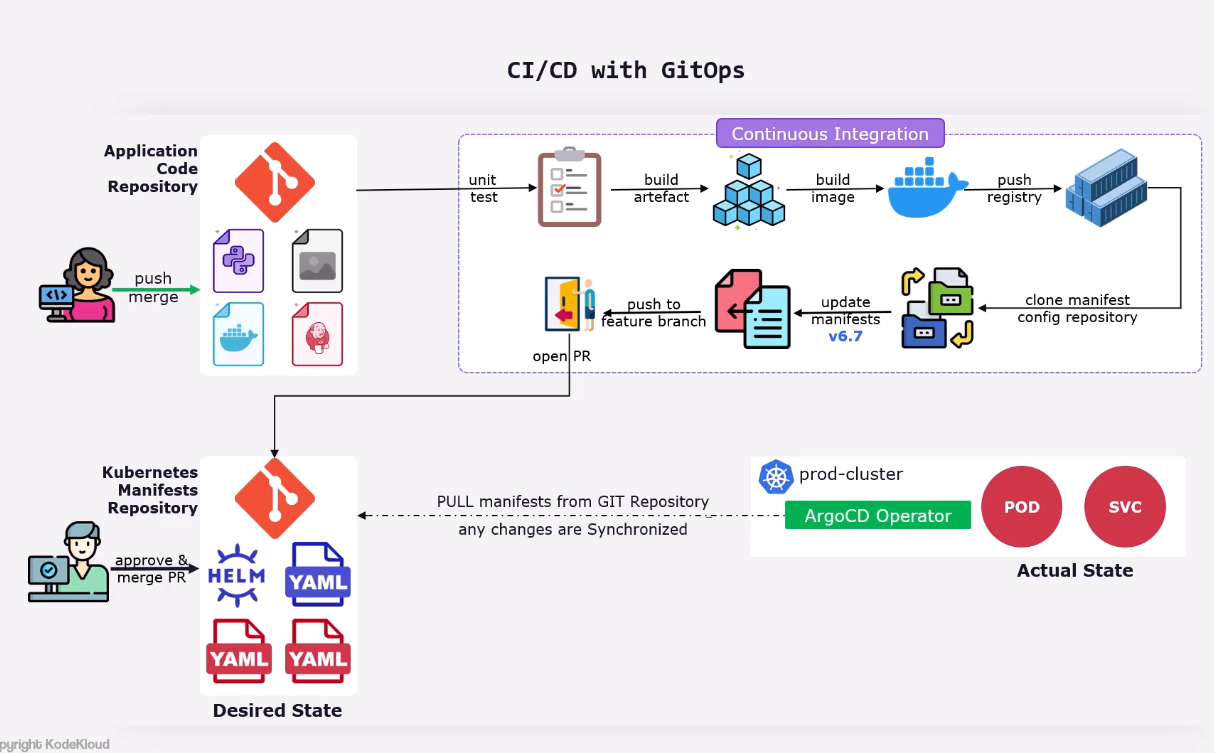 CI/CD with GitOps
Continuous Integration
Application
Code
Repository
push
merge
unit
test
build
artefact
build
image
push
registry
clone manifest
config repository
update
manifests
v6.7
push to
feature branch
open PR
Kubernetes
Manifests
Repository
approve &
merge PR
HELM
YAML
YAML
YAML
Desired State
PULL manifests from GIT Repository
any changes are Synchronized
prod-cluster
ArgoCD Operator
POD
SVC
Actual State
pyright KodeKloud